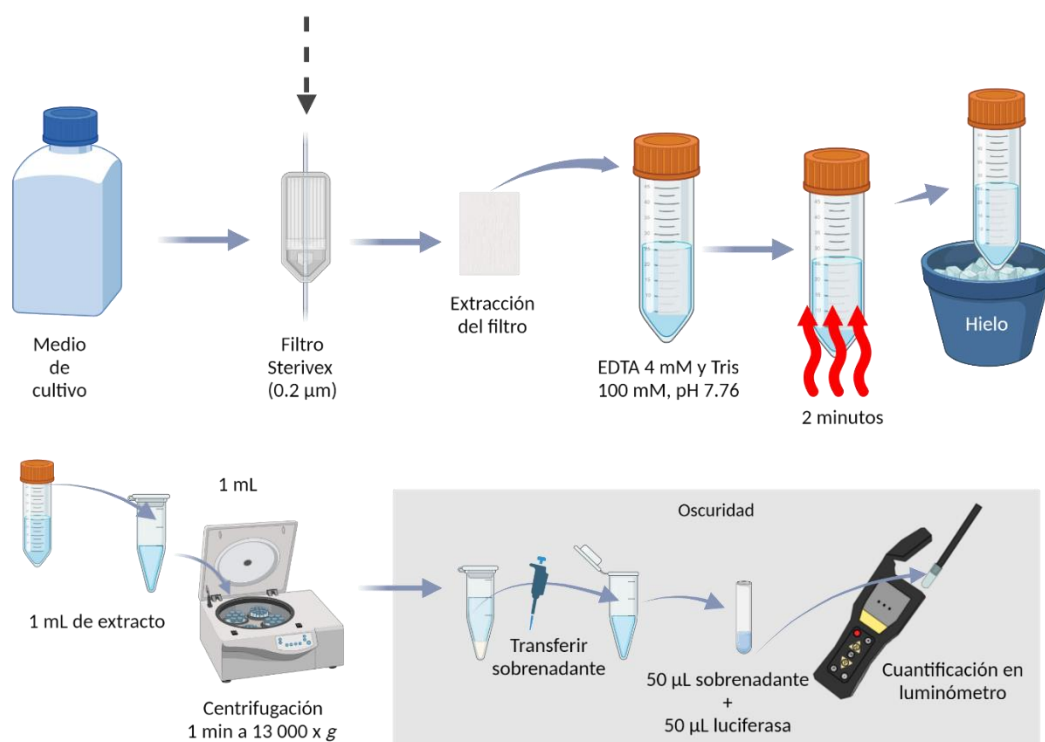 Medio
de
cultivo
Filtro
Sterivex
(0.2 µm)
Extracción
del filtro
EDTA 4 mM y Tris
100 mM, pH 7.76
2 minutos
Hielo
1 mL de extracto
1 mL
Centrifugación
1 min a 13 000 x g
Oscuridad
Transferir
sobrenadante
50 µL sobrenadante
+
50 µL luciferasa
Cuantificación en
luminómetro